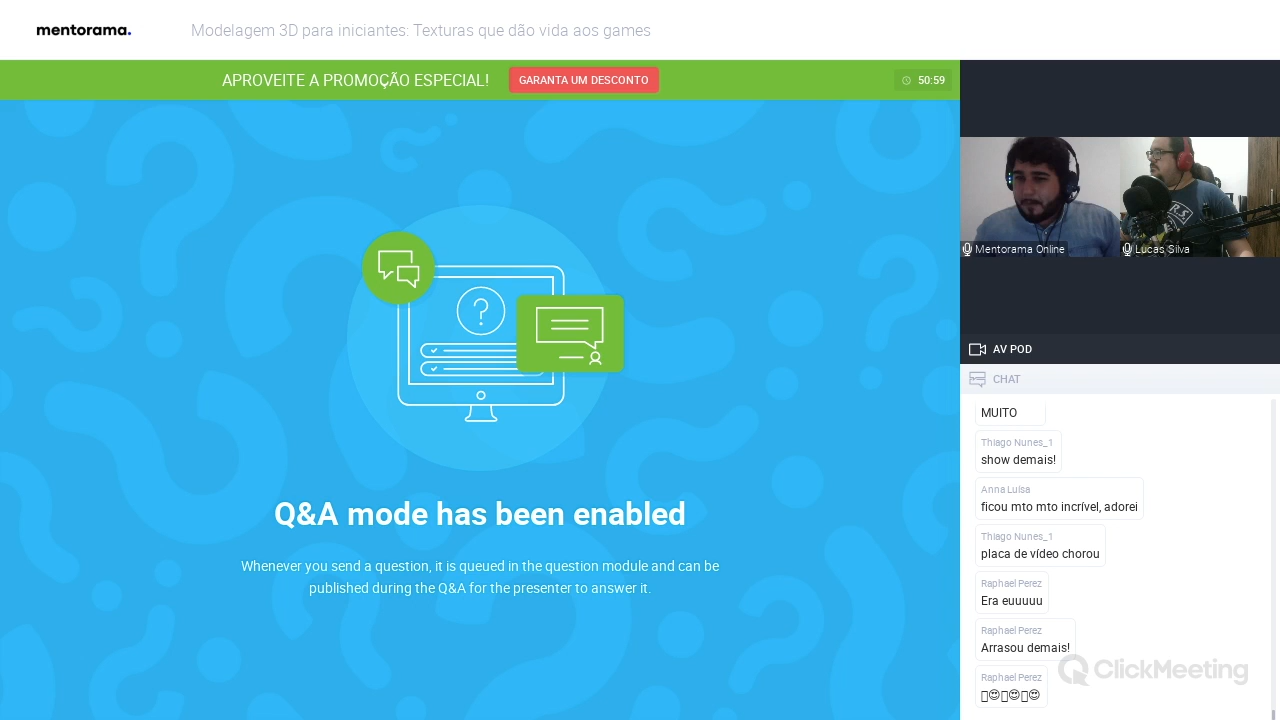 mentorama.
Modelagem 3D para iniciantes: Texturas que dão vida aos games
APROVEITE A PROMOÇÃO ESPECIAL!
GARANTA UM DESCONTO
50:59
Q&A mode has been enabled
Whenever you send a question, it is queued in the question module and can be
published during the Q&A for the presenter to answer it.
Mentorama Online
Lucas Silva
AV POD
CHAT
MUITO
Thiago Nunes_1
show demais!
Anna Luísa
ficou mto mto incrível, adorei
Thiago Nunes_1
placa de vídeo chorou
Raphael Perez
Era euuuuu
Raphael Perez
Arrasou demais!
Raphael Perez
ClickMeeting